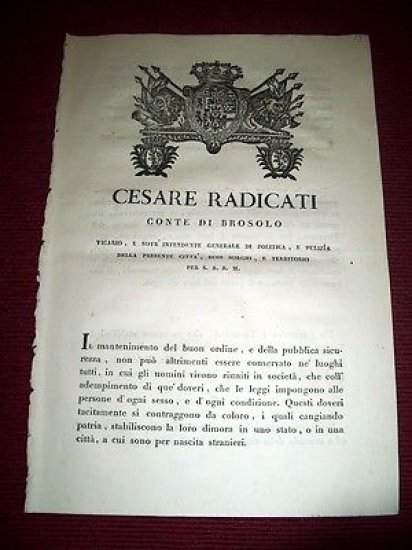 CESARE RADICATI
CONTE DI BROSOLO
VICARIO, E SOVR'INTENDENTE GENERALE DI POLITICA, E PULIZÌA
DELLA PRESENTE CITTA', SUOI BORGHI, E TERRITORIO
PER S. S. R. M.
IL mantenimento del buon ordine, e della pubblica sicu-
rezza, non può altrimenti essere conservato ne' luoghi
tutti, in cui gli uomini vivono riuniti in società, che coll'
adempimento di que' doveri, che le leggi impongono alle
persone d'ogni sesso, e d'ogni condizione. Questi doveri
tacitamente si contraggono da coloro, i quali cangiando
patria, stabiliscono la loro dimora in uno stato, o in una
città, a cui sono per nascita stranieri.